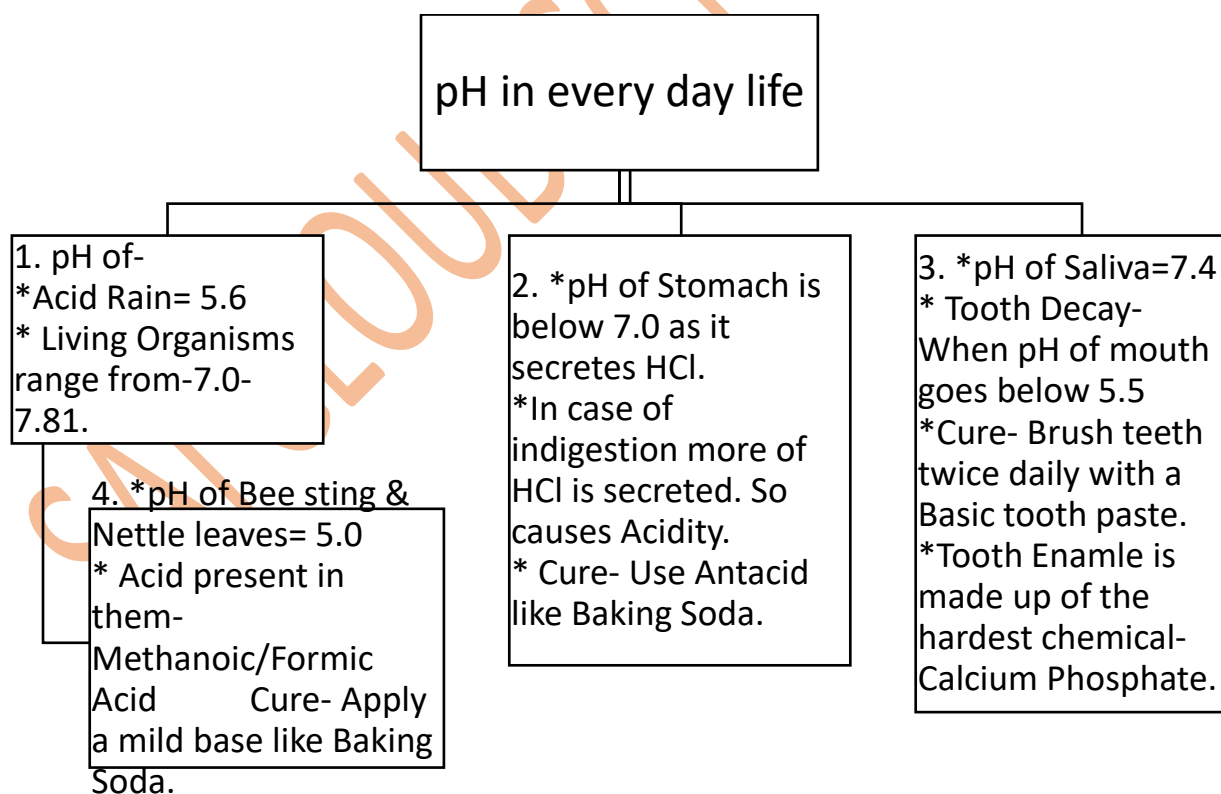 pH in every day life
1. pH of-
*Acid Rain= 5.6
* Living Organisms
range from-7.0-
7.81.
4. *pH of Bee sting &
Nettle leaves= 5.0
* Acid present in
them-
Methanoic/Formic
Acid Cure- Apply
a mild base like Baking
Soda.
2. *pH of Stomach is
below 7.0 as it
secretes HCl.
*In case of
indigestion more of
HCl is secreted. So
causes Acidity.
* Cure- Use Antacid
like Baking Soda.
3. *pH of Saliva=7.4
* Tooth Decay-
When pH of mouth
goes below 5.5
*Cure- Brush teeth
twice daily with a
Basic tooth paste.
*Tooth Enamle is
made up of the
hardest chemical-
Calcium Phosphate.